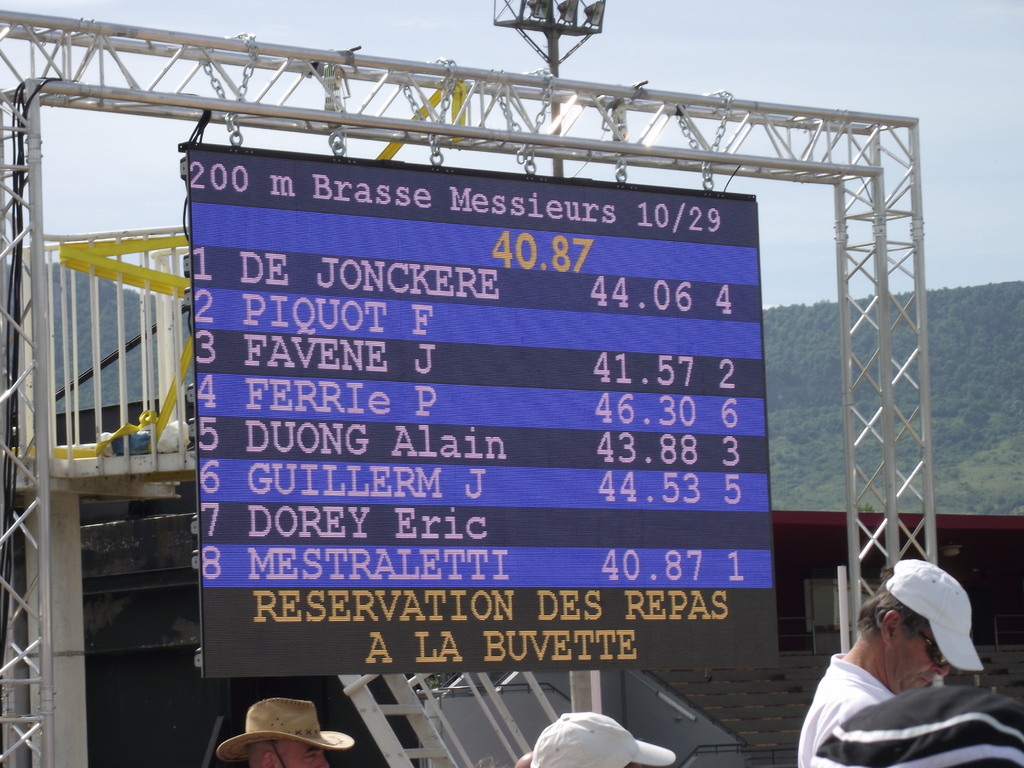 200 m Brasse Messieurs 10/29
40.87
1 DE JONCKERE 44.06 4
2 PIQUOT F
3 FAVENE J 41.57 2
4 FERRIe P 46.30 6
5 DUONG Alain 43.88 3
6 GUILLERM J 44.53 5
7 DOREY Eric
8 MESTRALETTI 40.87 1
RESERVATION DES REPAS
A LA BUVETTE